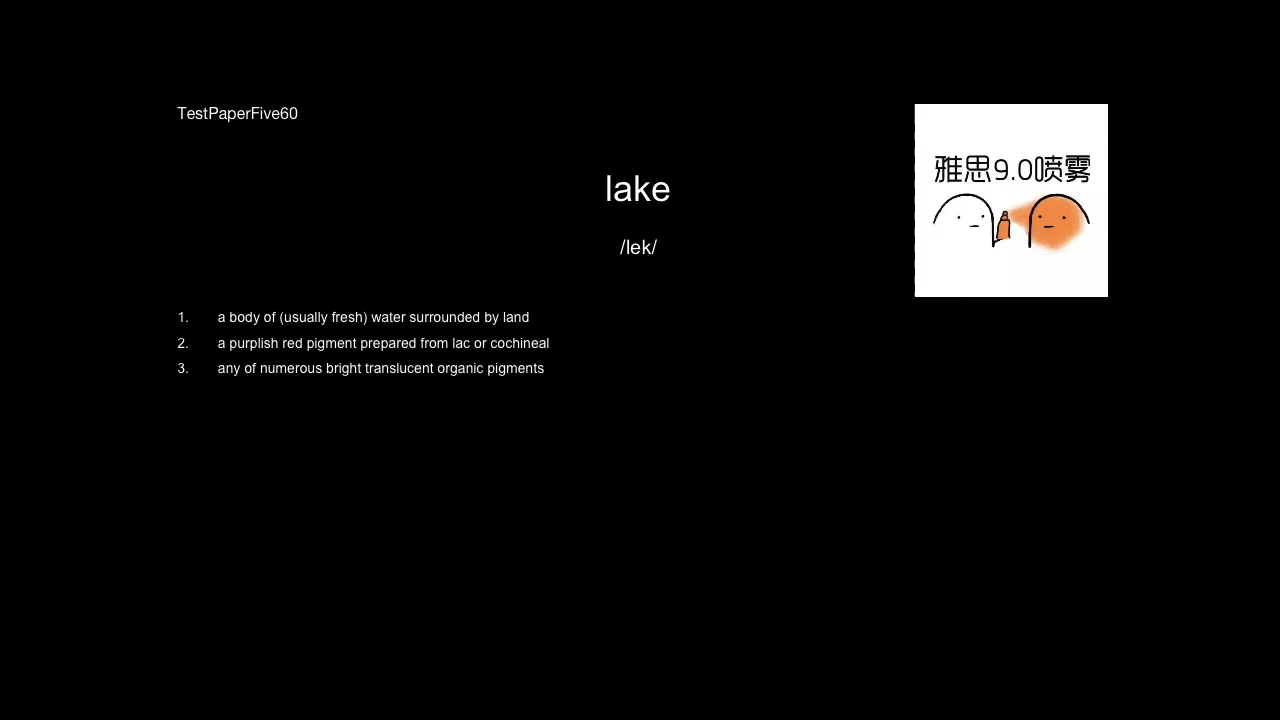 TestPaperFive60
雅思9.0喷雾
lake
/lek/
1. a body of (usually fresh) water surrounded by land
2. a purplish red pigment prepared from lac or cochineal
3. any of numerous bright translucent organic pigments